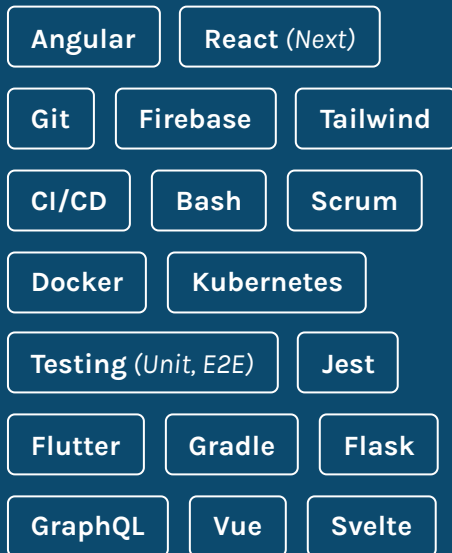 Angular React (Next)
Git Firebase Tailwind
CI/CD Bash Scrum
Docker Kubernetes
Testing (Unit, E2E) Jest
Flutter Gradle Flask
GraphQL Vue Svelte